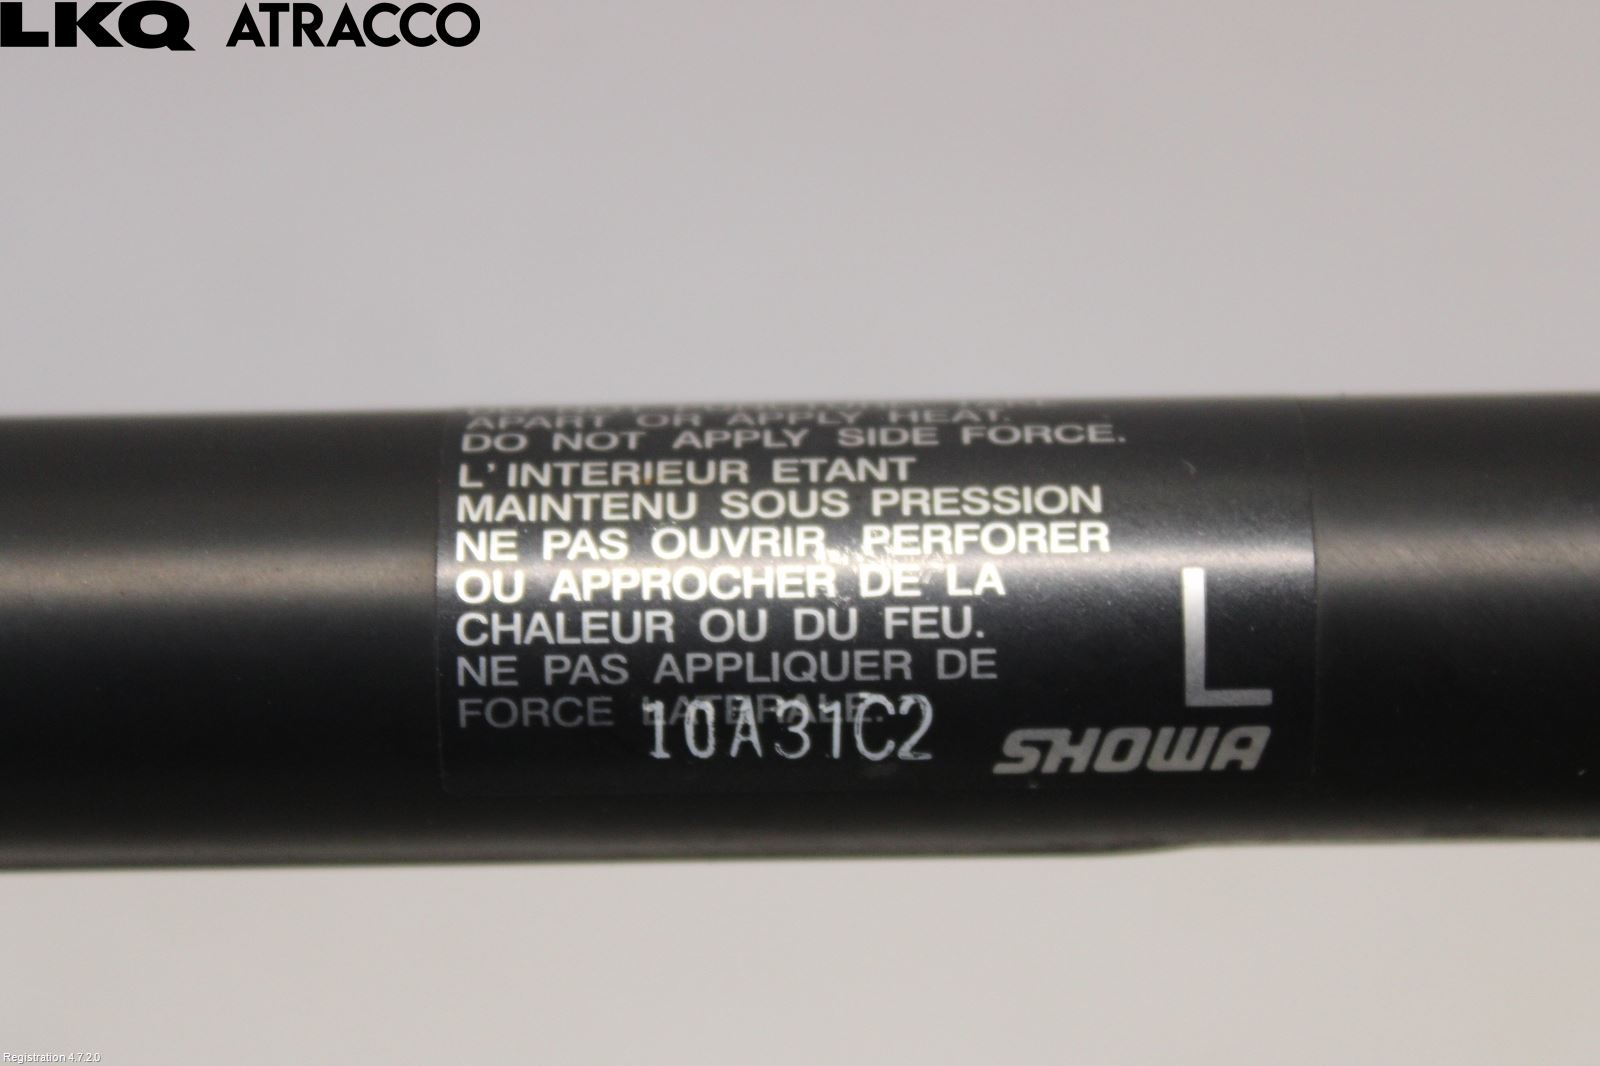 LKQ ATRACCO
APART OR APPLY HEAT.
DO NOT APPLY SIDE FORCE.
L'INTERIEUR ETANT
MAINTENU SOUS PRESSION
NE PAS OUVRIR, PERFORER
OU APPROCHER DE LA
CHALEUR OU DU FEU.
NE PAS APPLIQUER DE
FORCE LATERALE.
10A31C2
L
SHOWA
Registration 4.7.2.0